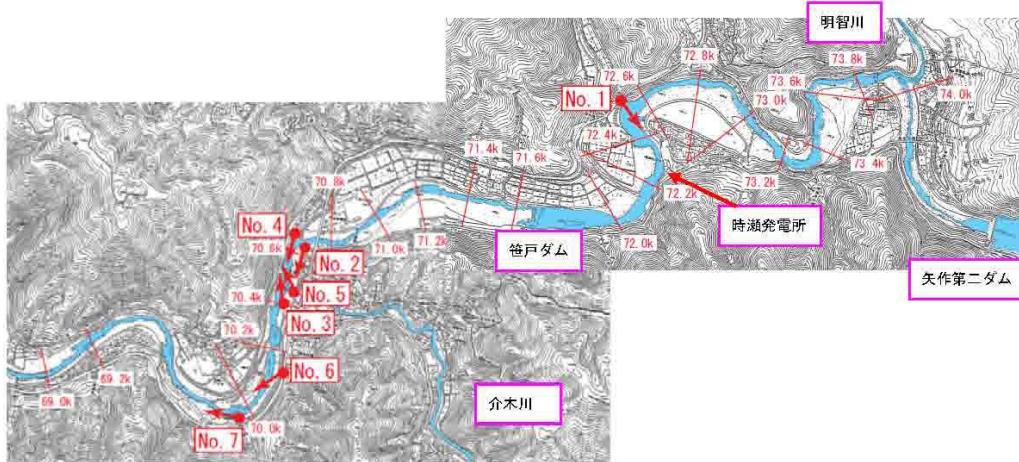 明智川
73.8k
72.8k
72.6k
73.6k
74.0k
No. 1
73.0k
72.4k
71.4k
71.6k
73.4k
70.8k
73.2k
72.2k
時瀬発電所
No. 4
70.6k
71.0k
71.2k
笹戸ダム
72.0k
No. 2
矢作第二ダム
No. 5
70.4k
No. 3
70.2k
No. 6
69.2k
69.0k
介木川
70.0k
No. 7